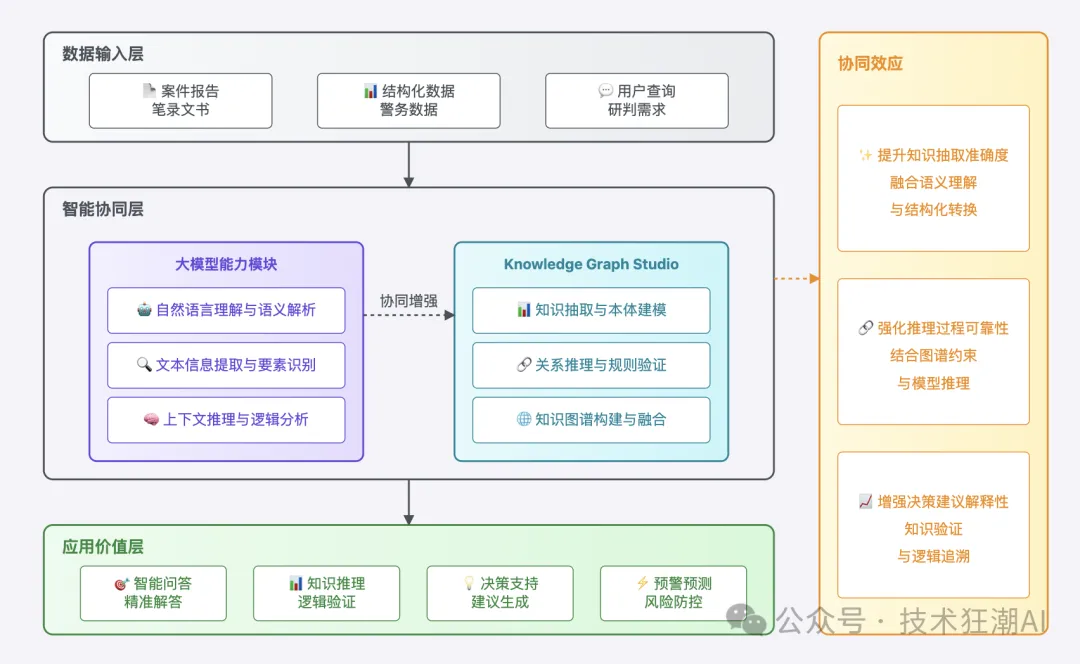 数据输入层
案件报告
笔录文书
结构化数据
警务数据
用户查询
研判需求
智能协同层
大模型能力模块
自然语言理解与语义解析
文本信息提取与要素识别
上下文推理与逻辑分析
协同增强
Knowledge Graph Studio
知识抽取与本体建模
关系推理与规则验证
知识图谱构建与融合
应用价值层
智能问答
精准解答
知识推理
逻辑验证
决策支持
建议生成
预警预测
风险防控
协同效应
提升知识抽取准确度
融合语义理解
与结构化转换
强化推理过程可靠性
结合图谱约束
与模型推理
增强决策建议解释性
知识验证
与逻辑追溯
公众号 · 技术狂潮AI